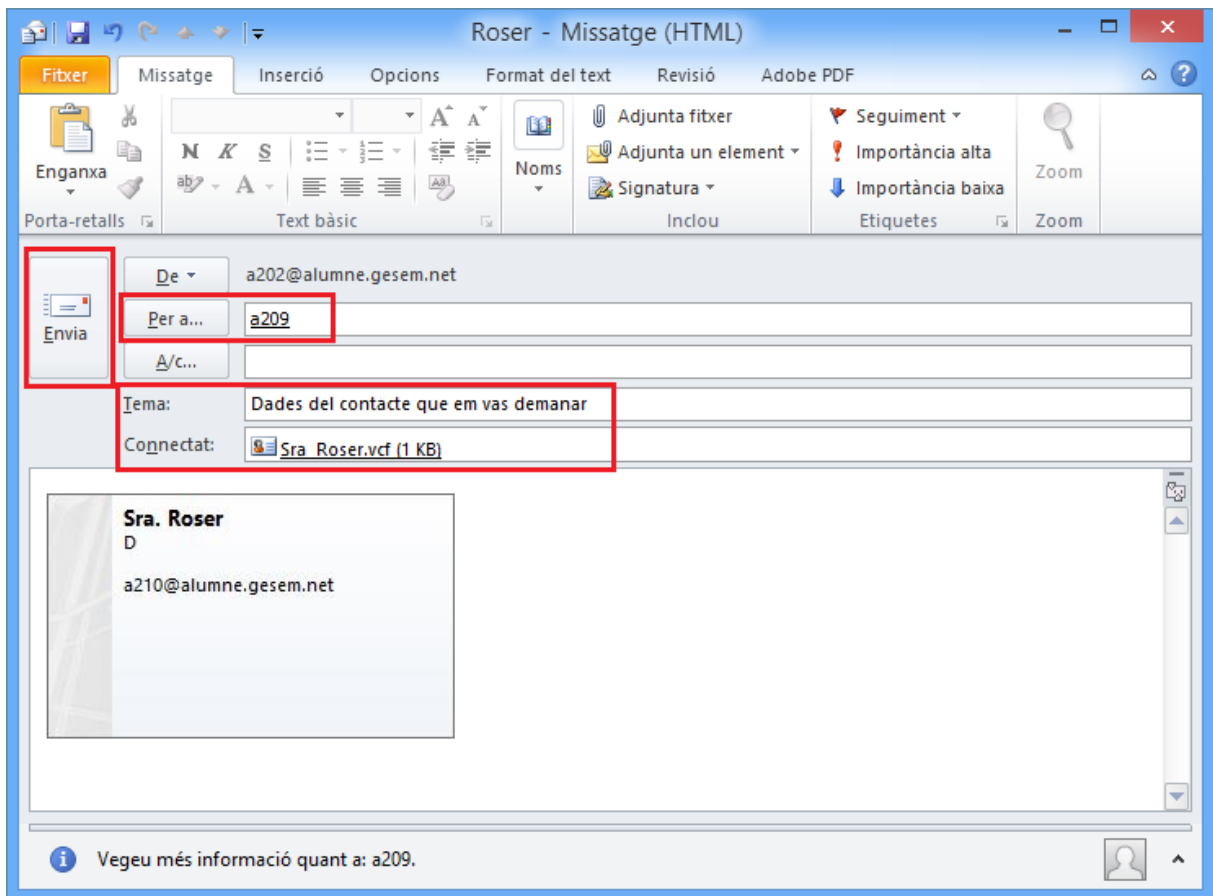 Roser - Missatge (HTML)
Fitxer Missatge Inserció Opcions Format del text Revisió Adobe PDF
Enganxa
N K S
Noms
Adjunta fitxer
Adjunta un element
Signatura
Seguiment
Importància alta
Importància baixa
Zoom
Porta-retalls Text bàsic Inclou Etiquetes Zoom
Envia
De a202@alumne.gesem.net
Per a... a209
A/c...
Tema: Dades del contacte que em vas demanar
Connectat: Sra Roser.vcf (1 KB)
Sra. Roser
D
a210@alumne.gesem.net
Vegeu més informació quant a: a209.